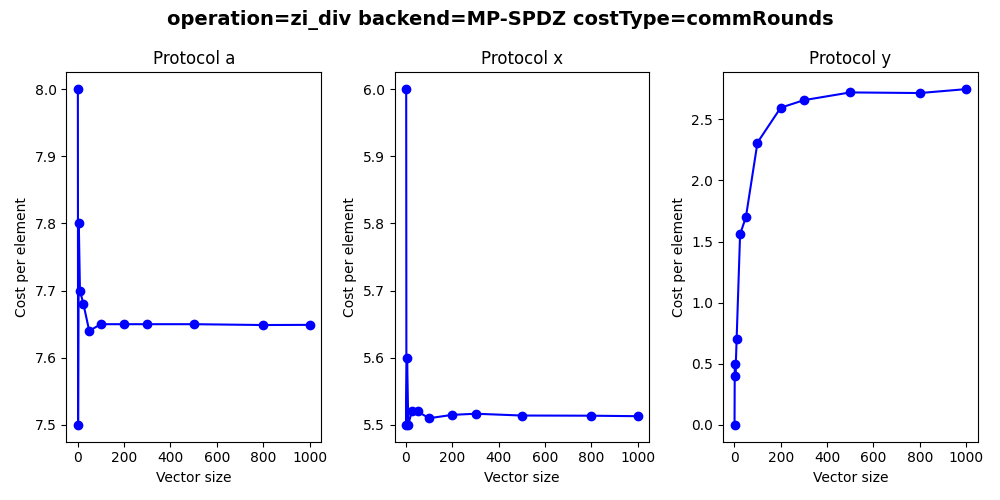 operation=zi_div backend=MP-SPDZ costType=commRounds
Protocol a
Cost per element
8.0
7.9
7.8
7.7
7.6
7.5
0 200 400 600 800 1000
Vector size
Protocol x
Cost per element
6.0
5.9
5.8
5.7
5.6
5.5
0 200 400 600 800 1000
Vector size
Protocol y
Cost per element
2.5
2.0
1.5
1.0
0.5
0.0
0 200 400 600 800 1000
Vector size